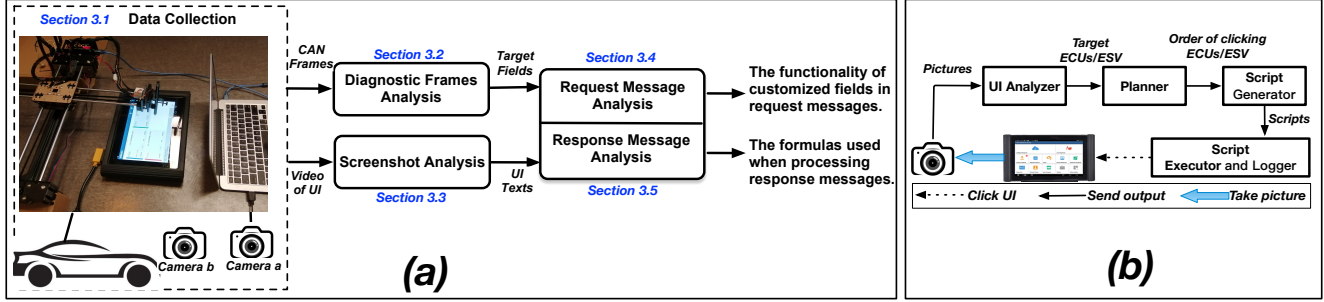 Section 3.1 Data Collection
CAN
Frames
Section 3.2
Diagnostic Frames
Analysis
Target
Fields
Section 3.4
Request Message
Analysis
The functionality of
customized fields in
request messages.
Video
of UI
Screenshot Analysis
Section 3.3
UI
Texts
Response Message
Analysis
Section 3.5
The formulas used
when processing
response messages.
Camera b
Camera a
(a)
Pictures
UI Analyzer
Target
ECUs/ESV
Planner
Order of clicking
ECUs/ESV
Script
Generator
Scripts
Script
Executor and Logger
Click UI
Send output
Take picture
(b)